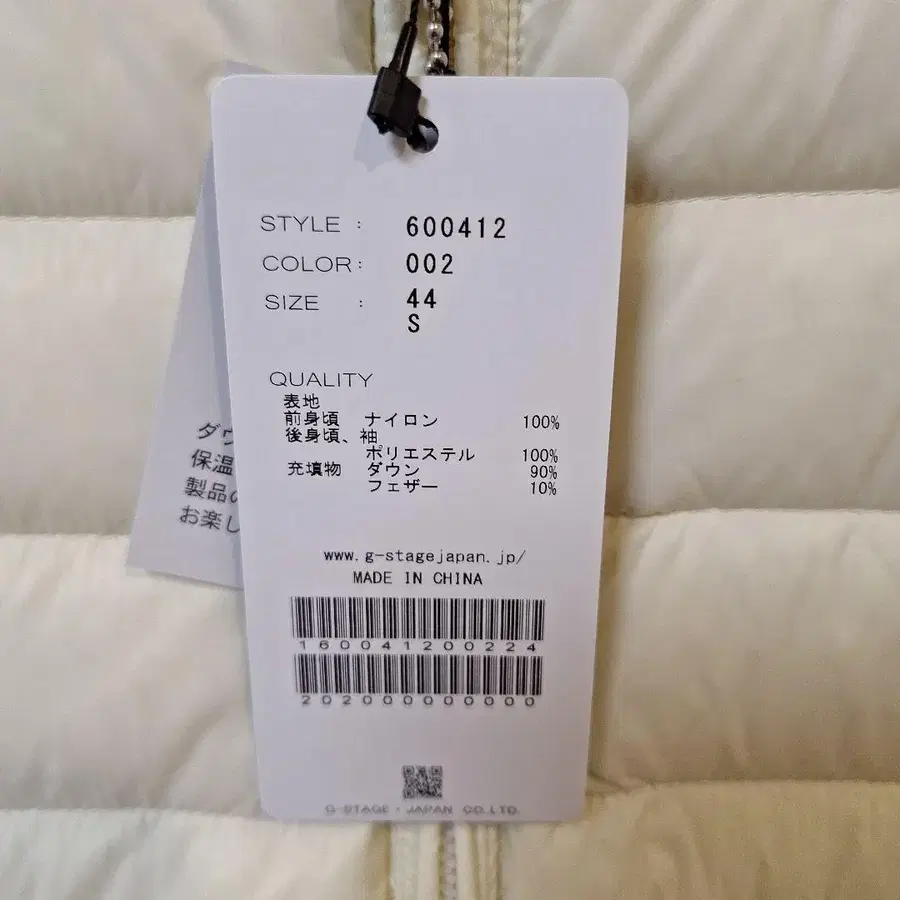 STYLE : 600412
COLOR: 002
SIZE : 44
S
QUALITY
表地
前身頃 ナイロン 100%
後身頃、袖
ポリエステル 100%
充填物 ダウン 90%
フェザー 10%
www.g-stagejapan.jp/
MADE IN CHINA
160041200224
2020000000000
G-STAGE・JAPAN CO.LTD.
保温
製品の
お楽し